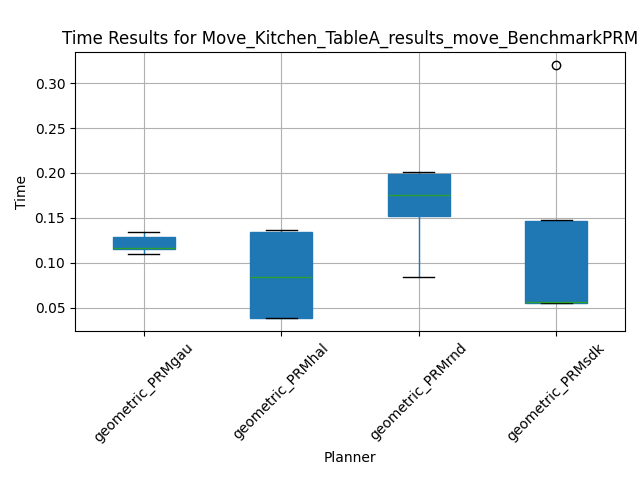 Time Results for Move_Kitchen_TableA_results_move_BenchmarkPRM
0.30
0.25
0.20
0.15
0.10
0.05
Time
geometric_PRMgau
geometric_PRMhal
geometric_PRMrnd
geometric_PRMsdk
Planner